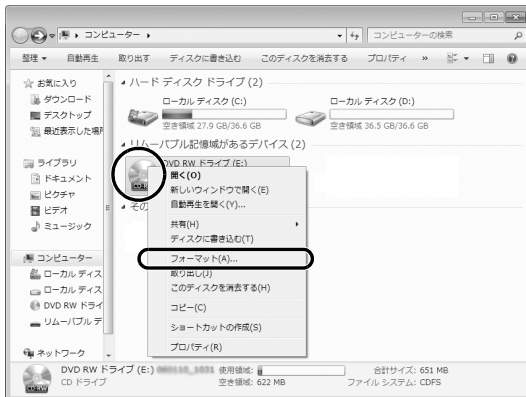 コンピューター
コンピューターの検索
整理 自動再生 取り出す ディスクに書き込む このディスクを消去する プロパティ »
お気に入り
ダウンロード
デスクトップ
最近表示した場所
ライブラリ
ドキュメント
ピクチャ
ビデオ
ミュージック
コンピューター
ローカル ディス
ローカル ディス
DVD RW ドライ
リムーバブル デ
ネットワーク
ハード ディスク ドライブ (2)
ローカル ディスク (C:)
空き領域 27.9 GB/36.6 GB
ローカル ディスク (D:)
空き領域 36.5 GB/36.6 GB
リムーバブル記憶域があるデバイス (2)
DVD RW ドライブ (E:)
CD-R
その
開く(O)
新しいウィンドウで開く(E)
自動再生を開く(Y)...
共有(H)
ディスクに書き込む(T)
フォーマット(A)...
取り出し(J)
このディスクを消去する(H)
コピー(C)
ショートカットの作成(S)
プロパティ(R)
DVD RW ドライブ (E:) 使用領域: 合計サイズ: 651 MB
CD ドライブ 空き領域: 622 MB ファイル システム: CDFS
CD-RW